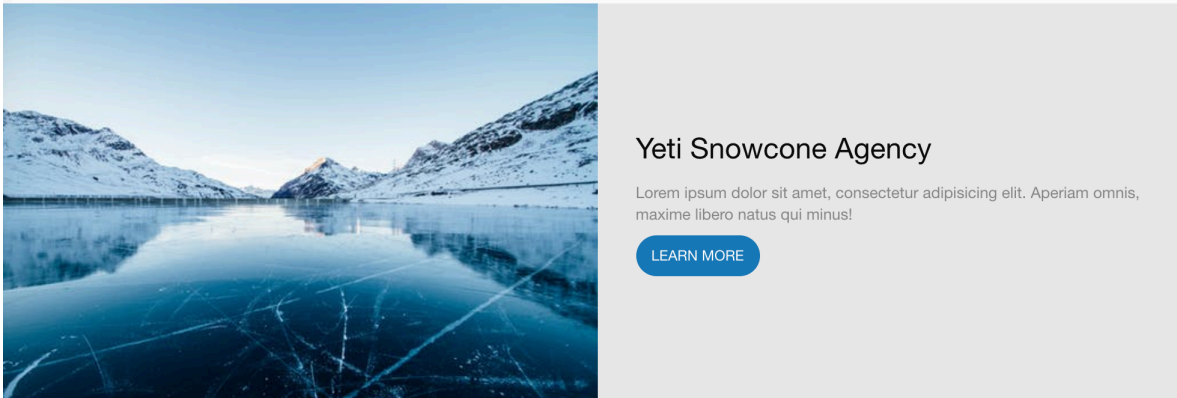 Yeti Snowcone Agency
Lorem ipsum dolor sit amet, consectetur adipisicing elit. Aperiam omnis,
maxime libero natus qui minus!
LEARN MORE